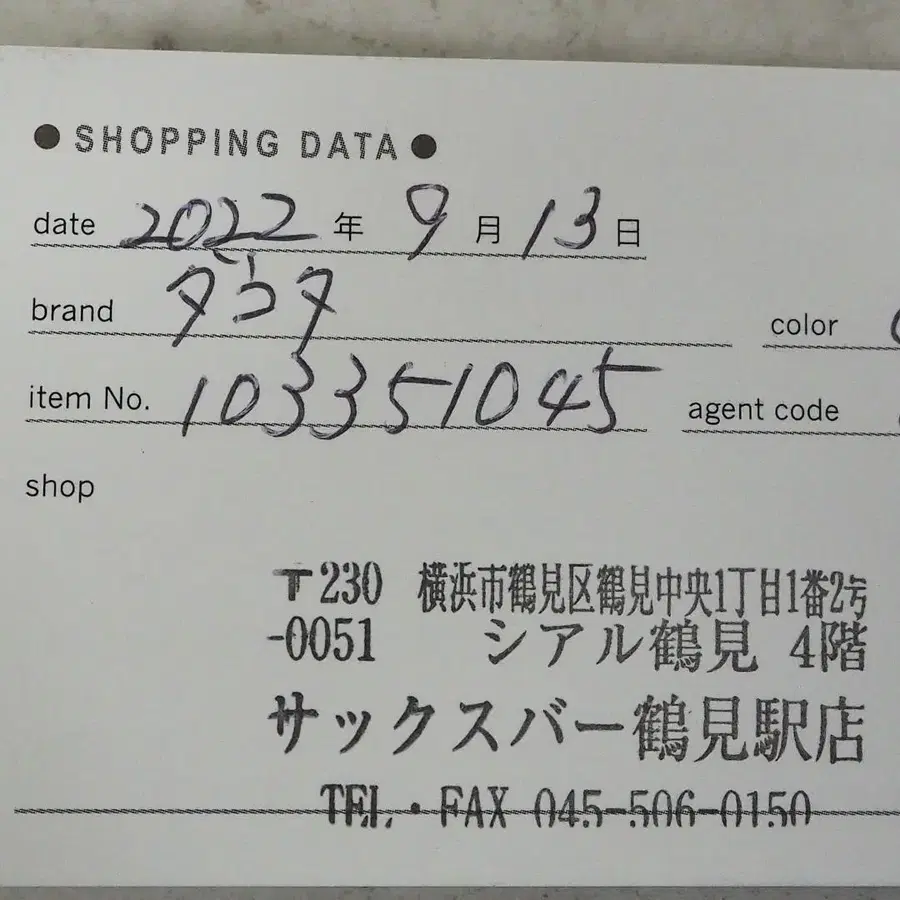 ● SHOPPING DATA ●
date 2022 年 9 月 13 日
brand ダコタ color
item No. 103351045 agent code
shop
〒230 横浜市鶴見区鶴見中央1丁目1番2号
-0051 シアル鶴見 4階
サックスバー鶴見駅店
TEL・FAX 045-506-0150